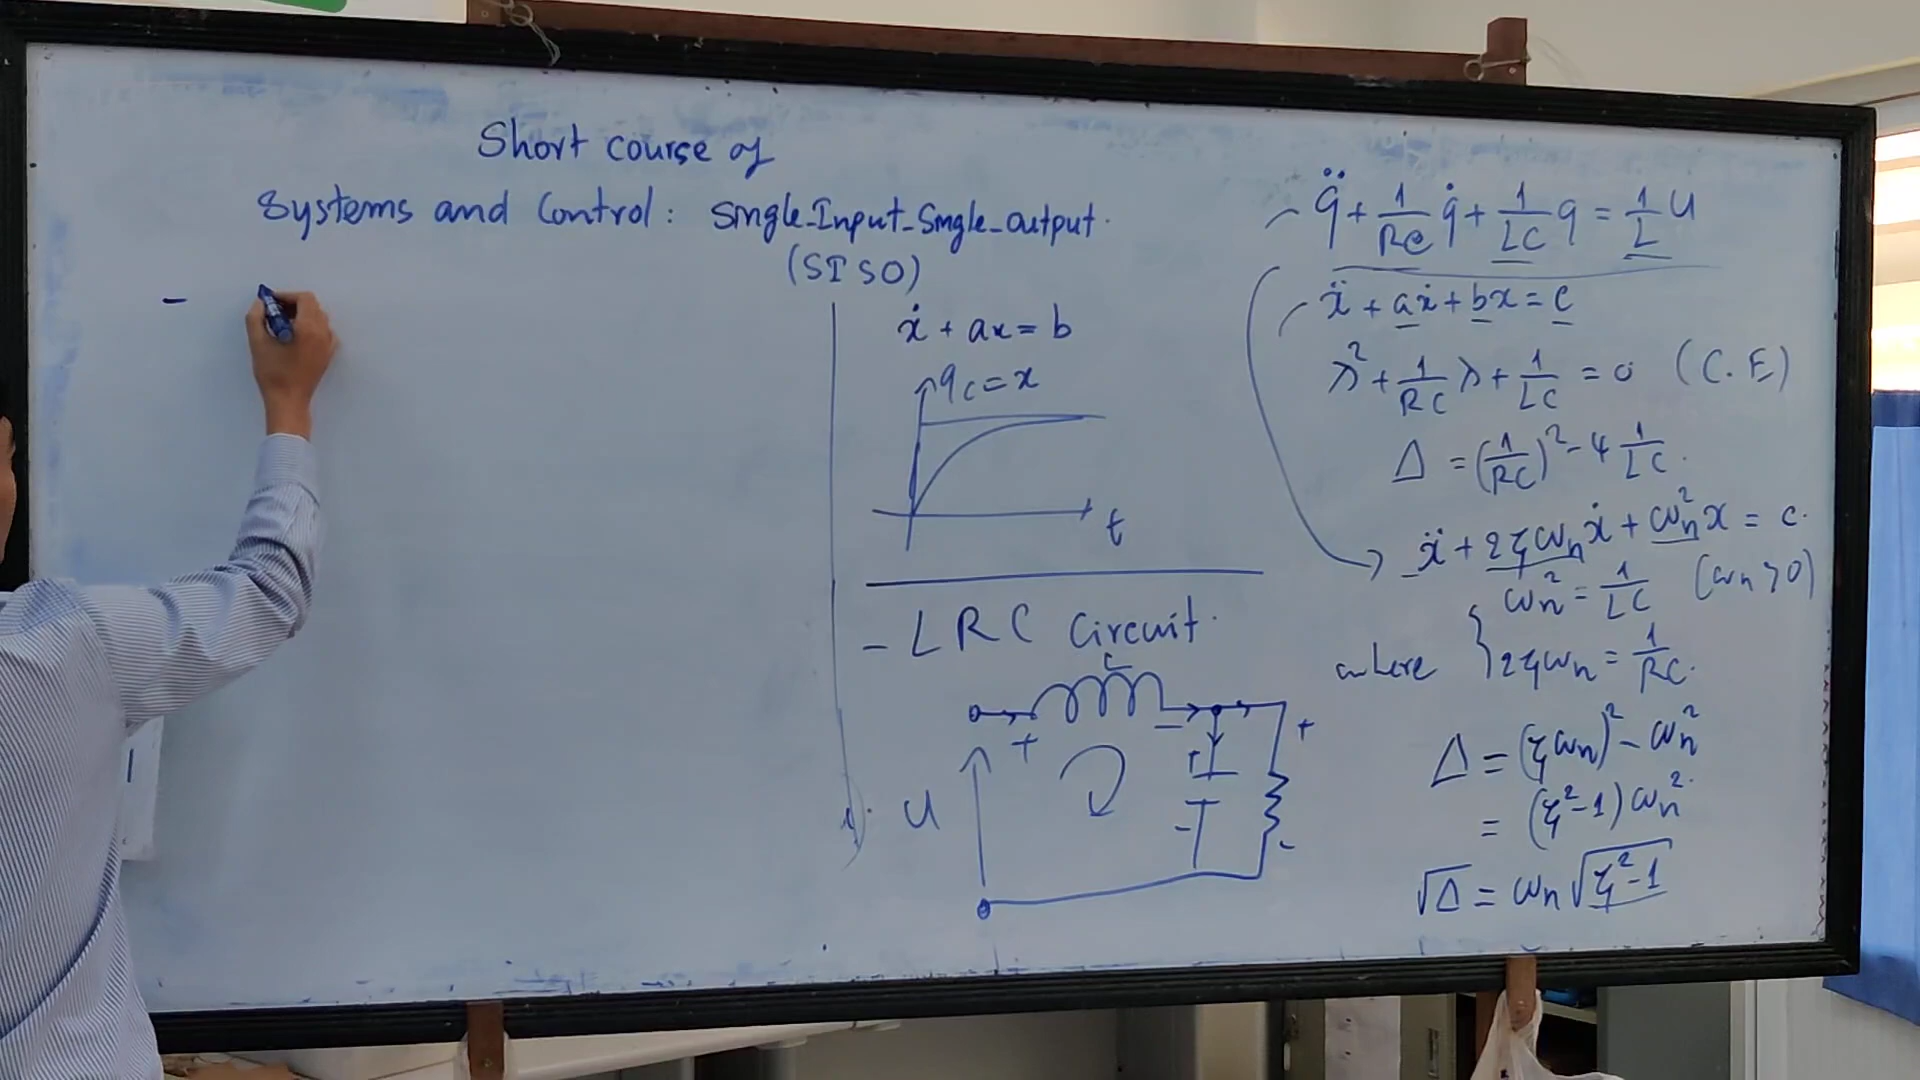 Short course of
Systems and Control: Single-Input-Single-output.
(SISO)
-
ẋ + ax = b
qc = x
t
- LRC Circuit.
L
+ -
+
+
-
-
U
q̈ + 1/RC q̇ + 1/LC q = 1/L U
ẍ + aẋ + bx = c
λ² + 1/RC λ + 1/LC = 0 (C.E)
Δ = (1/RC)² - 4 1/LC.
ẍ + 2ζωnẋ + ωn²x = c.
ωn² = 1/LC (ωn>0)
where { 2ζωn = 1/RC.
Δ = (ζωn)² - ωn²
= (ζ²-1)ωn²
√Δ = ωn√ζ²-1